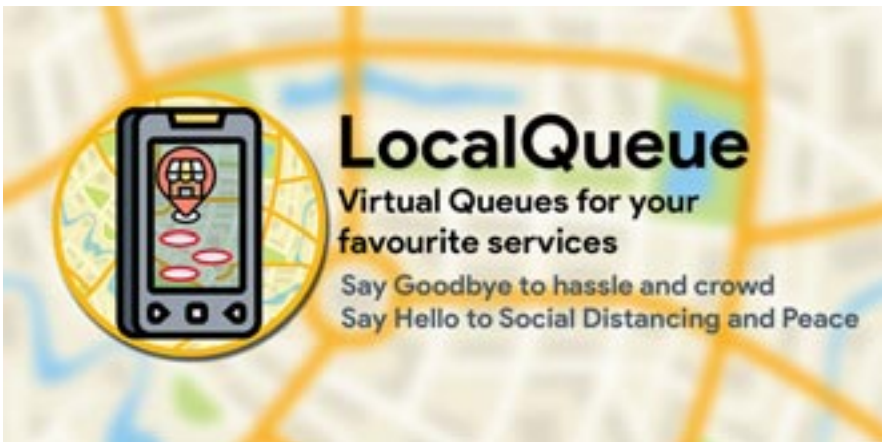 LocalQueue
Virtual Queues for your
favourite services
Say Goodbye to hassle and crowd
Say Hello to Social Distancing and Peace